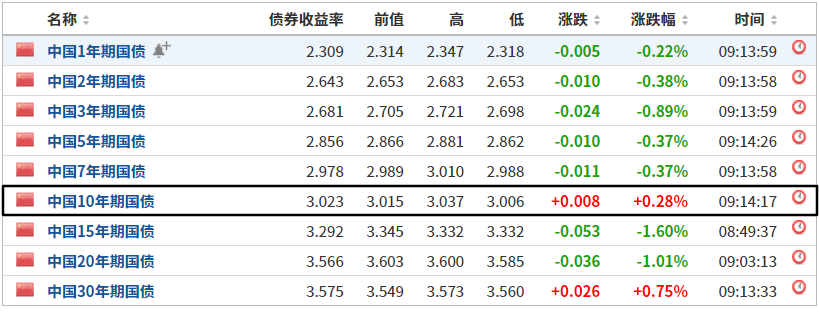 名称 债券收益率 前值 高 低 涨跌 涨跌幅 时间
中国1年期国债 2.309 2.314 2.347 2.318 -0.005 -0.22% 09:13:59
中国2年期国债 2.643 2.653 2.683 2.653 -0.010 -0.38% 09:13:58
中国3年期国债 2.681 2.705 2.721 2.698 -0.024 -0.89% 09:13:59
中国5年期国债 2.856 2.866 2.881 2.862 -0.010 -0.37% 09:14:26
中国7年期国债 2.978 2.989 3.010 2.988 -0.011 -0.37% 09:13:58
中国10年期国债 3.023 3.015 3.037 3.006 +0.008 +0.28% 09:14:17
中国15年期国债 3.292 3.345 3.332 3.332 -0.053 -1.60% 08:49:37
中国20年期国债 3.566 3.603 3.600 3.585 -0.036 -1.01% 09:03:13
中国30年期国债 3.575 3.549 3.573 3.560 +0.026 +0.75% 09:13:33